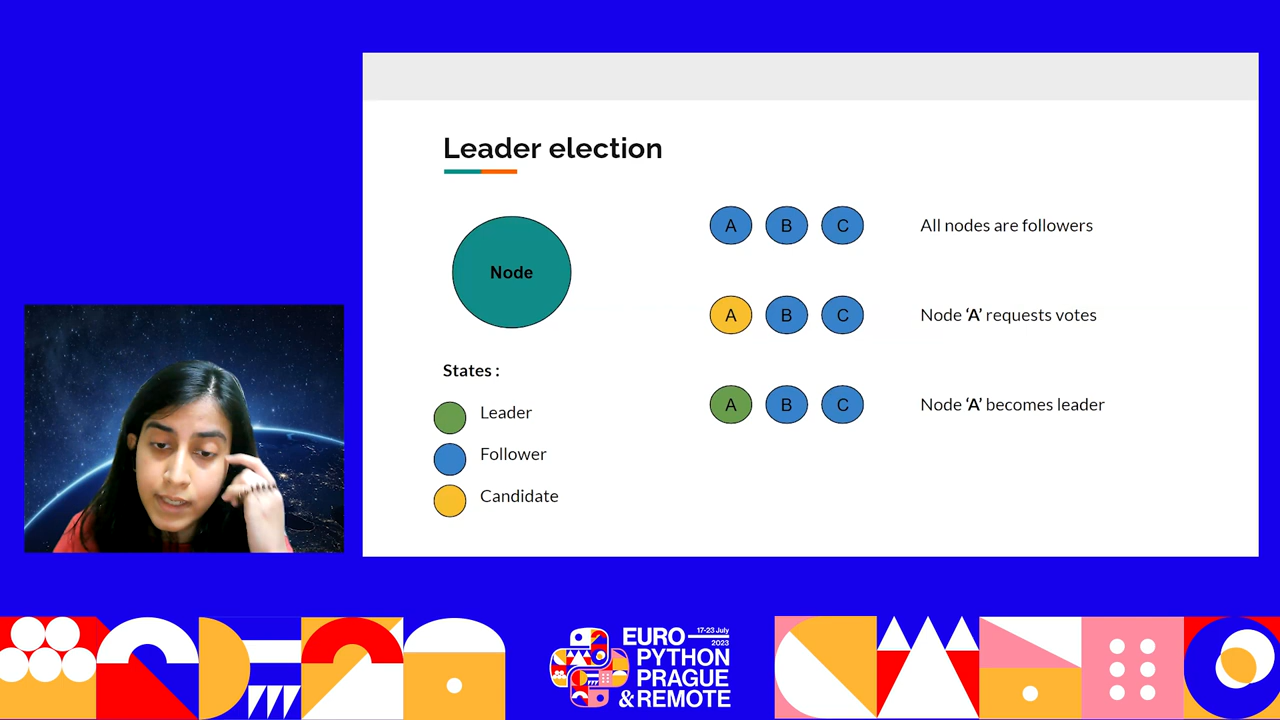 Leader election
Node
States :
Leader
Follower
Candidate
A B C All nodes are followers
A B C Node ‘A’ requests votes
A B C Node ‘A’ becomes leader
EURO 17-23 July 2023
PYTHON
PRAGUE
& REMOTE